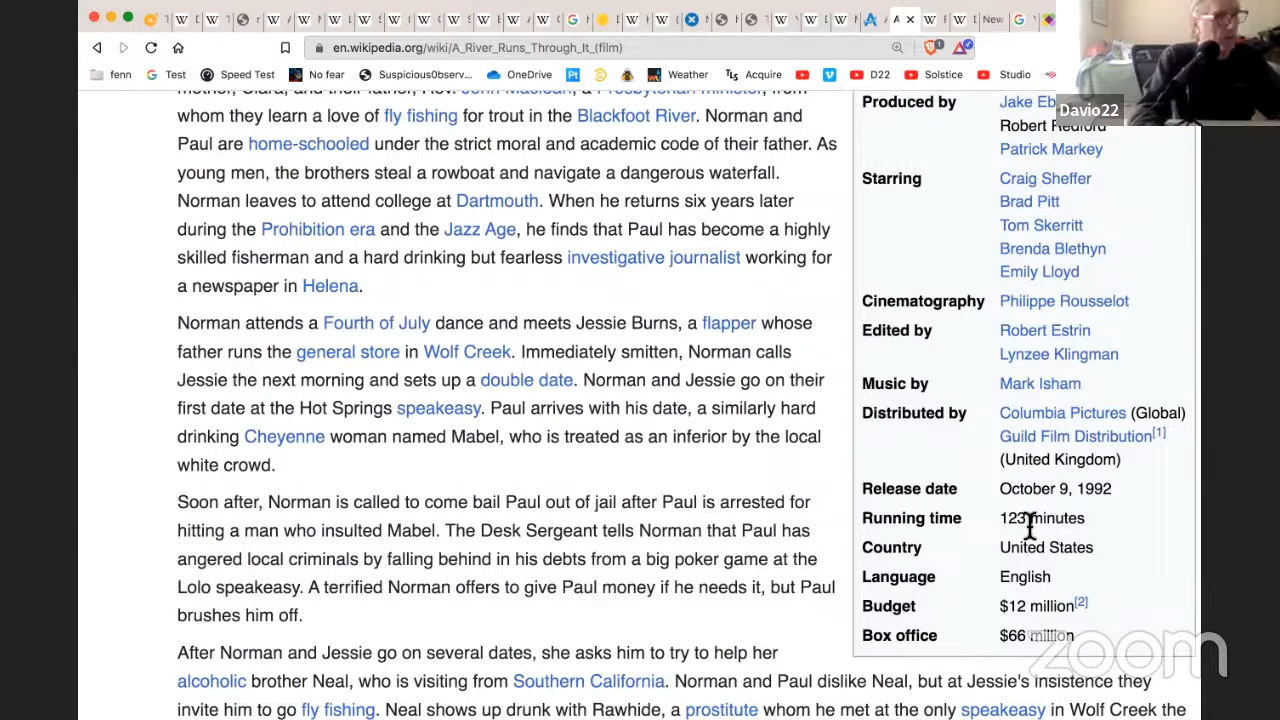 en.wikipedia.org/wiki/A_River_Runs_Through_It_(film)
fenn
Test
Speed Test
No fear
Suspicious0bserv...
OneDrive
Weather
Acquire
D22
Solstice
Studio
Davio22
whom they learn a love of fly fishing for trout in the Blackfoot River. Norman and
Paul are home-schooled under the strict moral and academic code of their father. As
young men, the brothers steal a rowboat and navigate a dangerous waterfall.
Norman leaves to attend college at Dartmouth. When he returns six years later
during the Prohibition era and the Jazz Age, he finds that Paul has become a highly
skilled fisherman and a hard drinking but fearless investigative journalist working for
a newspaper in Helena.
Norman attends a Fourth of July dance and meets Jessie Burns, a flapper whose
father runs the general store in Wolf Creek. Immediately smitten, Norman calls
Jessie the next morning and sets up a double date. Norman and Jessie go on their
first date at the Hot Springs speakeasy. Paul arrives with his date, a similarly hard
drinking Cheyenne woman named Mabel, who is treated as an inferior by the local
white crowd.
Soon after, Norman is called to come bail Paul out of jail after Paul is arrested for
hitting a man who insulted Mabel. The Desk Sergeant tells Norman that Paul had
angered local criminals by falling behind in his debts from a big poker game at the
Lolo speakeasy. A terrified Norman offers to give Paul money if he needs it, but Paul
brushes him off.
After Norman and Jessie go on several dates, she asks him to try to help her
alcoholic brother Neal, who is visiting from Southern California. Norman and Paul dislike Neal, but at Jessie's insistence they
invite him to go fly fishing. Neal shows up drunk with Rawhide, a prostitute whom he met at the only speakeasy in Wolf Creek the
Produced by Jake Eb
Robert Redford
Patrick Markey
Starring Craig Sheffer
Brad Pitt
Tom Skerritt
Brenda Blethyn
Emily Lloyd
Cinematography Philippe Rousselot
Edited by Robert Estrin
Lynzee Klingman
Music by Mark Isham
Distributed by Columbia Pictures (Global)
Guild Film Distribution[1]
(United Kingdom)
Release date October 9, 1992
Running time 123 minutes
Country United States
Language English
Budget $12 million[2]
Box office $66 million
zoom